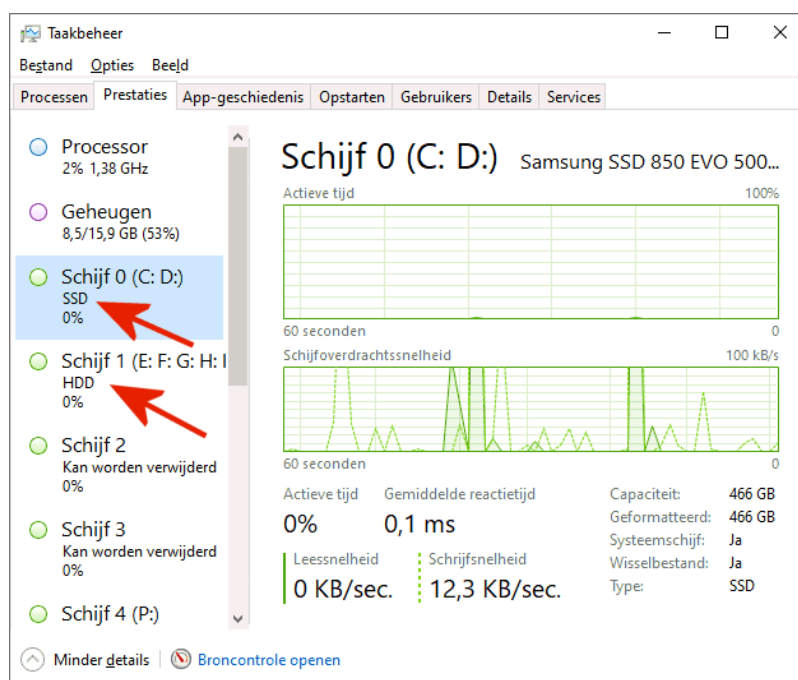 Taakbeheer
Bestand Opties Beeld
Processen Prestaties App-geschiedenis Opstarten Gebruikers Details Services
Processor
2% 1,38 GHz
Geheugen
8,5/15,9 GB (53%)
Schijf 0 (C: D:)
SSD
0%
Schijf 1 (E: F: G: H: I
HDD
0%
Schijf 2
Kan worden verwijderd
0%
Schijf 3
Kan worden verwijderd
0%
Schijf 4 (P:)
Schijf 0 (C: D:) Samsung SSD 850 EVO 500...
Actieve tijd 100%
60 seconden 0
Schijfoverdrachtssnelheid 100 kB/s
60 seconden 0
Actieve tijd Gemiddelde reactietijd
0% 0,1 ms
Leessnelheid Schrijfsnelheid
0 KB/sec. 12,3 KB/sec.
Capaciteit: 466 GB
Geformatteerd: 466 GB
Systeemschijf: Ja
Wisselbestand: Ja
Type: SSD
Minder details Broncontrole openen